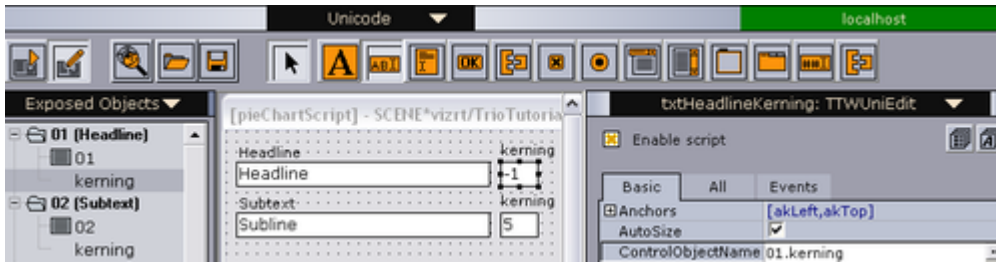 Unicode
localhost
A
ABI
OK
Exposed Objects
01 (Headline)
01
kerning
02 (Subtext)
02
kerning
[pieChartScript] - SCENE*vizrt/TrioTutoria
Headline kerning
Headline -1
Subtext kerning
Subline 5
txtHeadlineKerning: TTWUniEdit
Enable script
Basic All Events
Anchors [akLeft,akTop]
AutoSize
ControlObjectName 01.kerning